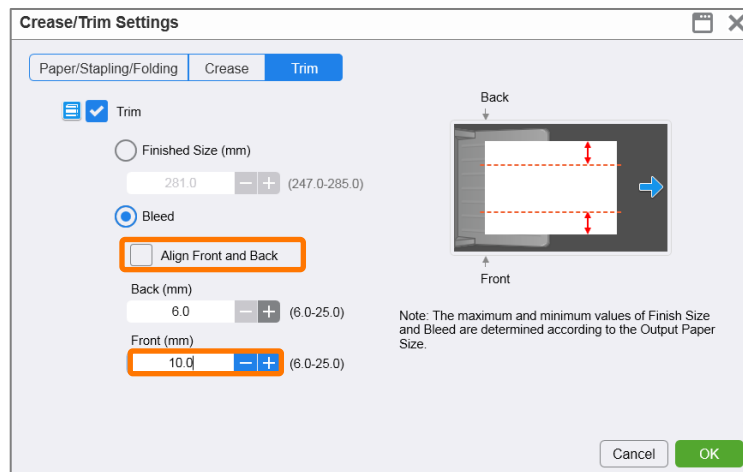 Crease/Trim Settings
Paper/Stapling/Folding
Crease
Trim
Trim
Finished Size (mm)
281.0
(247.0-285.0)
Bleed
Align Front and Back
Back (mm)
6.0
(6.0-25.0)
Front (mm)
10.0
(6.0-25.0)
Back
Front
Note: The maximum and minimum values of Finish Size
and Bleed are determined according to the Output Paper
Size.
Cancel
OK